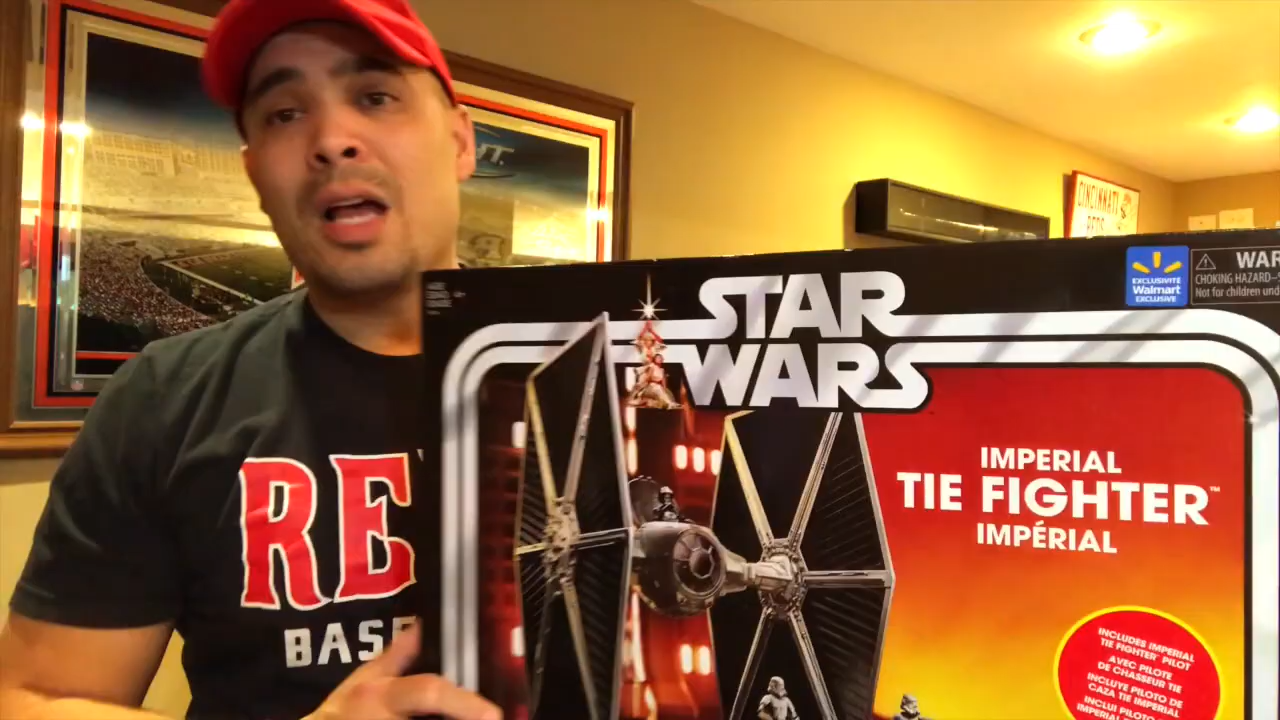 CINCINNATI
REDS
STAR
WARS
EXCLUSIVITÉ
Walmart
EXCLUSIVE
WAR
CHOKING HAZARD-S
Not for children und
IMPERIAL
TIE FIGHTER™
IMPÉRIAL
RE
BASE
INCLUDES IMPERIAL
TIE FIGHTER™ PILOT
AVEC PILOTE
DE CHASSEUR TIE
INCLUYE PILOTO DE
CAZA TIE IMPERIAL
INCLUI PILOTO
IMPERIAL